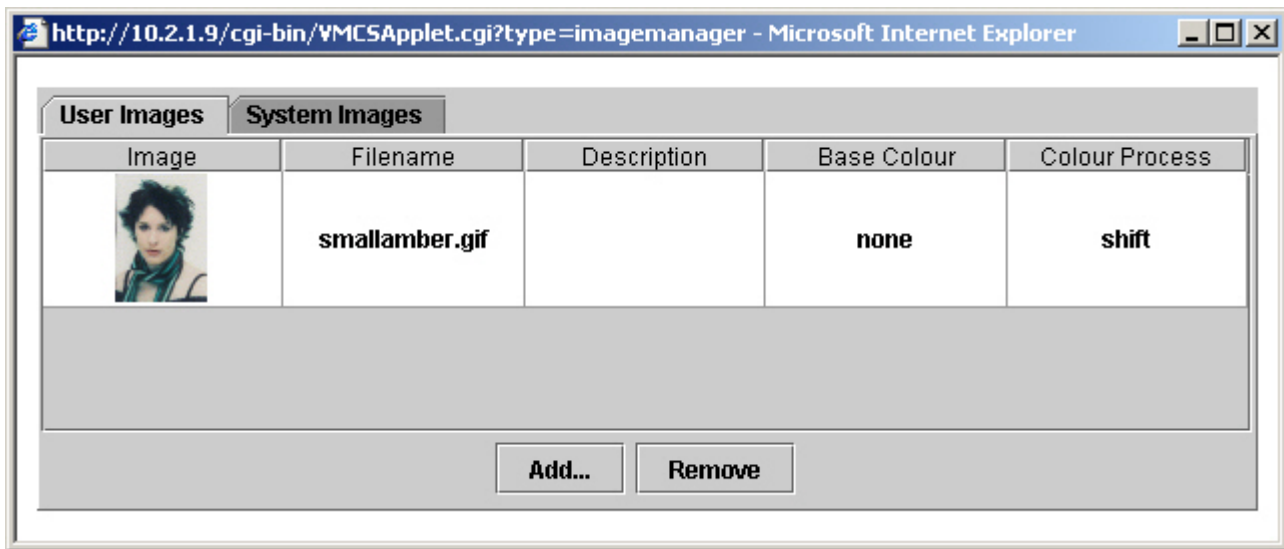 http://10.2.1.9/cgi-bin/VMCSApplet.cgi?type=imagemanager - Microsoft Internet Explorer
User Images System Images
Image Filename Description Base Colour Colour Process
smallamber.gif none shift
Add... Remove